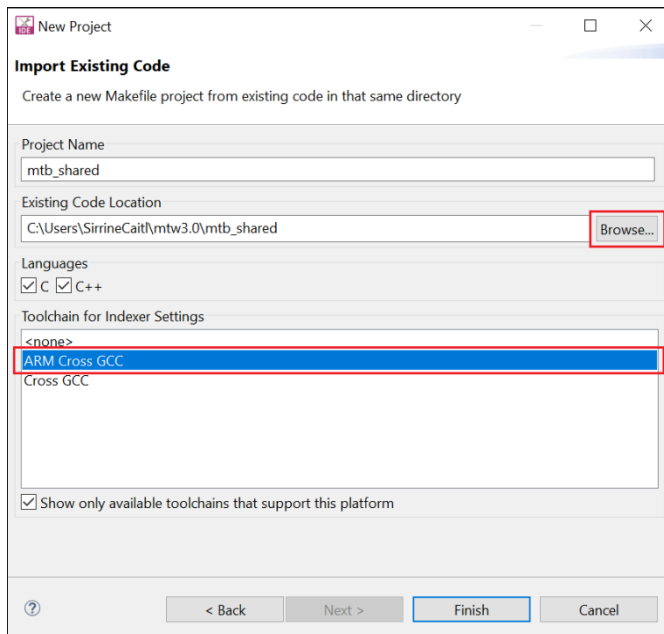 IDE
New Project
Import Existing Code
Create a new Makefile project from existing code in that same directory
Project Name
mtb_shared
Existing Code Location
C:\Users\SirrineCaitl\mtw3.0\mtb_shared
Browse...
Languages
C C++
Toolchain for Indexer Settings
<none>
ARM Cross GCC
Cross GCC
Show only available toolchains that support this platform
? < Back Next > Finish Cancel